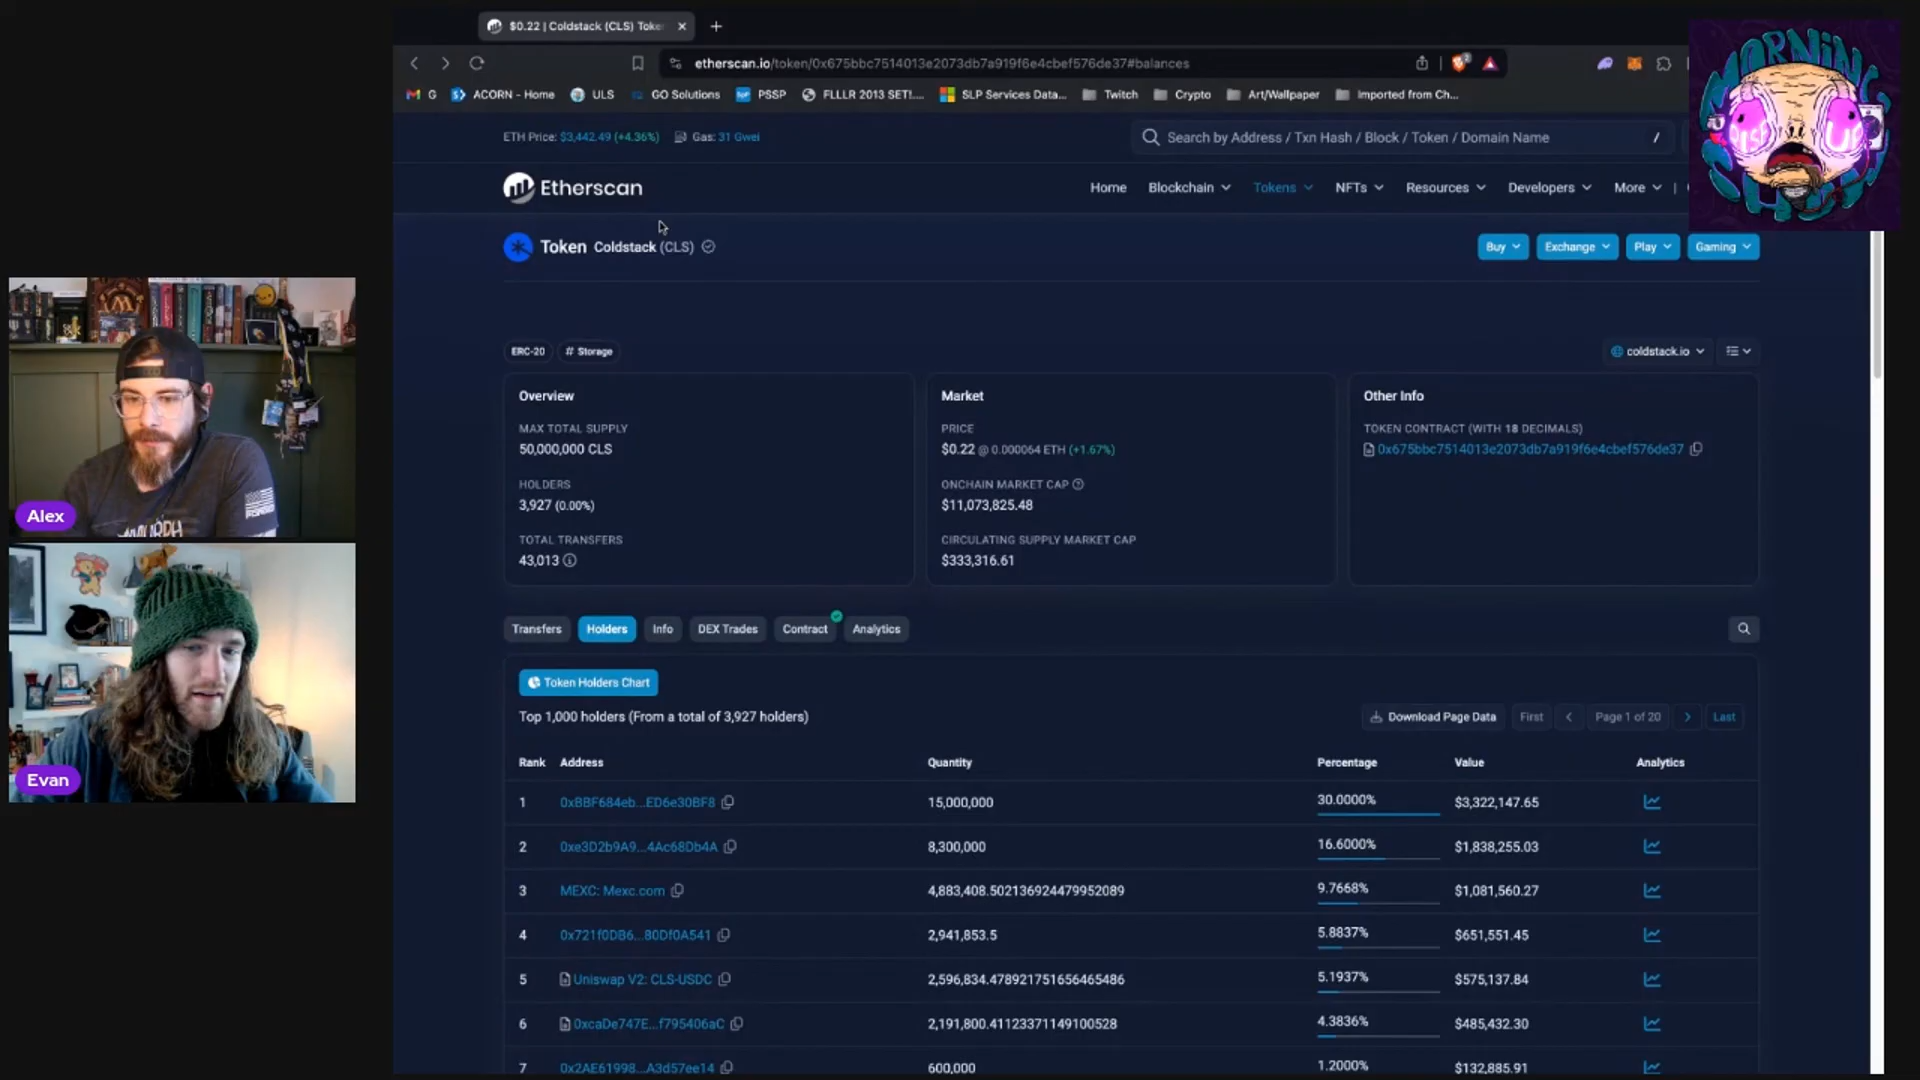 $0.22 | Coldstack (CLS) Toke
etherscan.io/token/0x675bbc7514013e2073db7a919f6e4cbef576de37#balances
G
ACORN - Home
ULS
GO Solutions
PSSP
FLLLR 2013 SET!....
SLP Services Data...
Twitch
Crypto
Art/Wallpaper
Imported from Ch...
MORNING
RISE UP
ETH Price: $3,442.49 (+4.36%) Gas: 31 Gwei
Search by Address / Txn Hash / Block / Token / Domain Name /
Etherscan
Home Blockchain Tokens NFTs Resources Developers More |
Token Coldstack (CLS)
Buy Exchange Play Gaming
ERC-20 # Storage
coldstack.io
Overview
MAX TOTAL SUPPLY
50,000,000 CLS
HOLDERS
3,927 (0.00%)
TOTAL TRANSFERS
43,013
Market
PRICE
$0.22 @ 0.000064 ETH (+1.67%)
ONCHAIN MARKET CAP
$11,073,825.48
CIRCULATING SUPPLY MARKET CAP
$333,316.61
Other Info
TOKEN CONTRACT (WITH 18 DECIMALS)
0x675bbc7514013e2073db7a919f6e4cbef576de37
Alex
Evan
Transfers Holders Info DEX Trades Contract Analytics
Token Holders Chart
Top 1,000 holders (From a total of 3,927 holders)
Download Page Data First Page 1 of 20 Last
Rank Address Quantity Percentage Value Analytics
1 0xBBF684eb...ED6e30BF8 15,000,000 30.0000% $3,322,147.65
2 0xe3D2b9A9...4Ac68Db4A 8,300,000 16.6000% $1,838,255.03
3 MEXC: Mexc.com 4,883,408.502136924479952089 9.7668% $1,081,560.27
4 0x721f0DB6...80Df0A541 2,941,853.5 5.8837% $651,551.45
5 Uniswap V2: CLS-USDC 2,596,834.478921751656465486 5.1937% $575,137.84
6 0xcaDe747E...f795406aC 2,191,800.41123371149100528 4.3836% $485,432.30
7 0x2AE61998...A3d57ee14 600,000 1.2000% $132,885.91